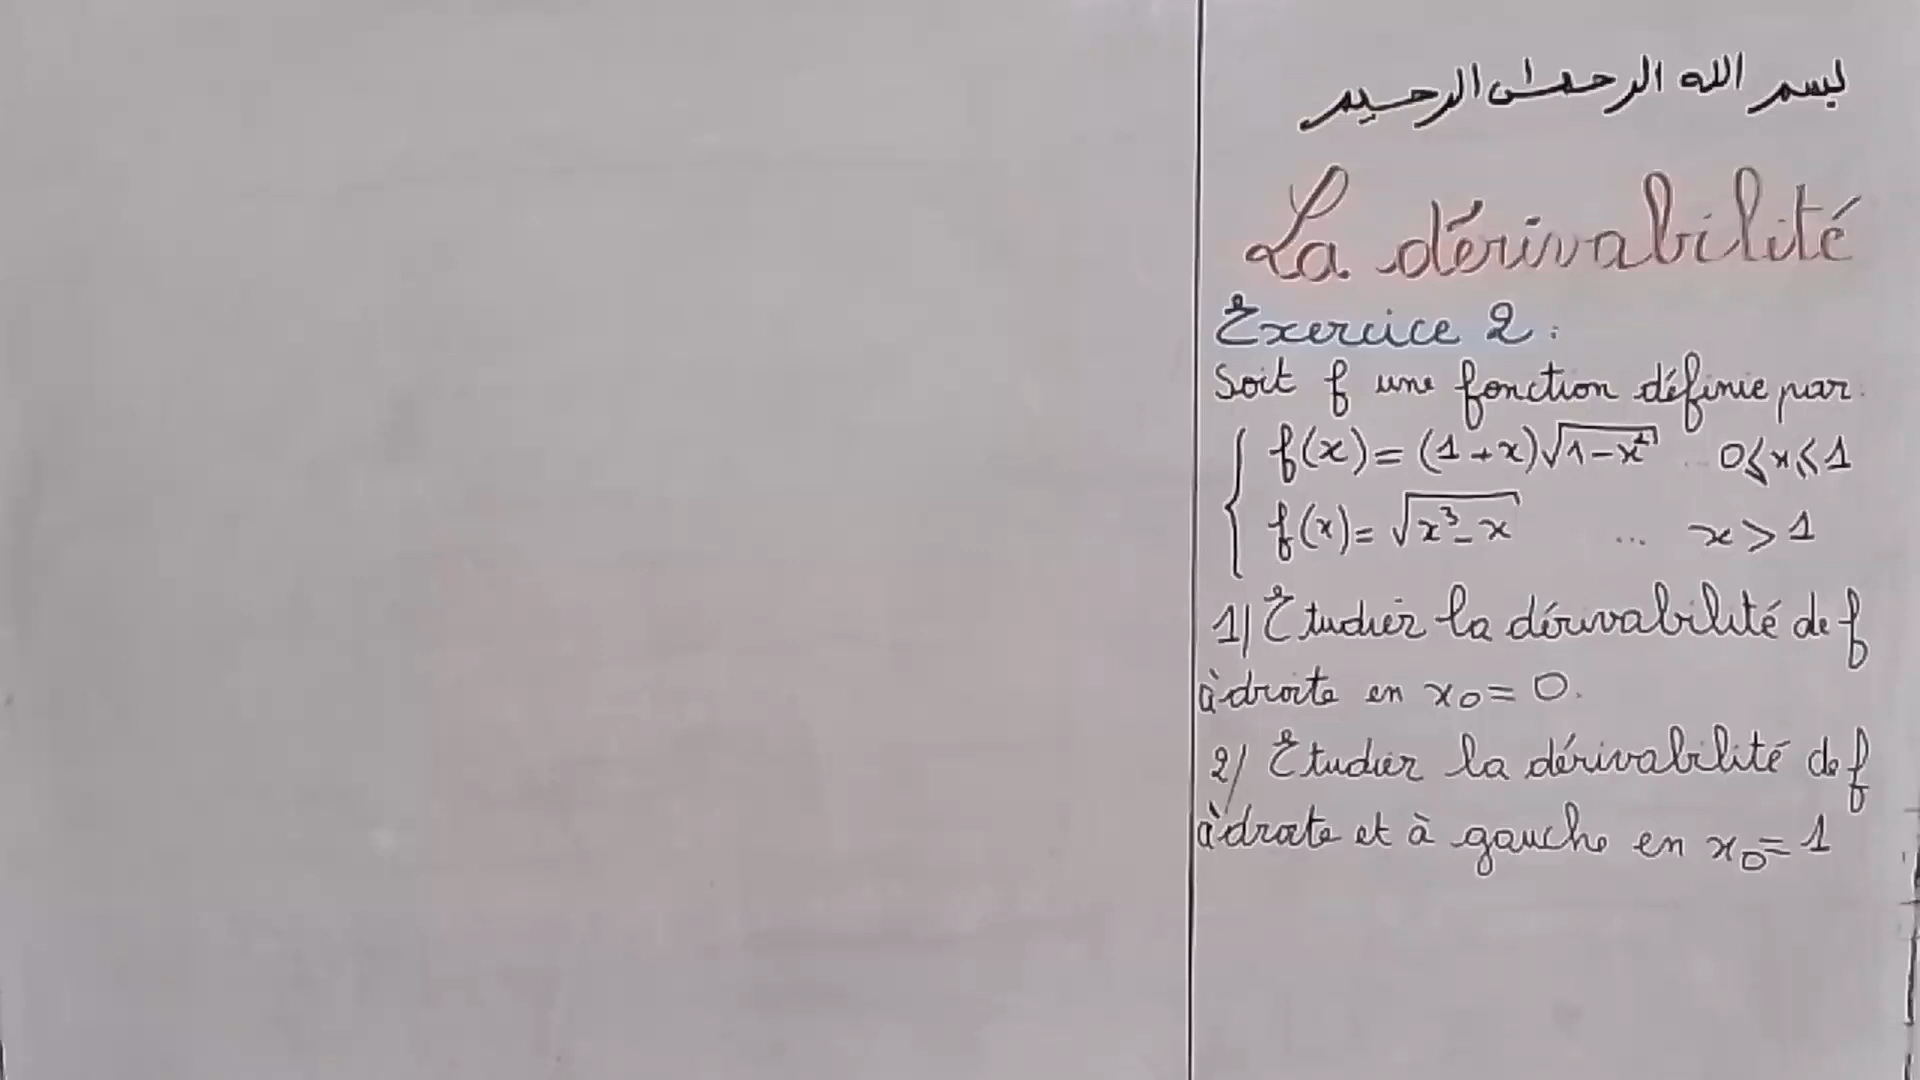 بسم الله الرحمان الرحيم
La dérivabilité
Exercice 2 :
Soit f une fonction définie par
f(x) = (1+x)√(1-x²) .. 0⩽x⩽1
f(x) = √(x³-x) ... x > 1
1/ Etudier la dérivabilité de f
à droite en x₀ = 0.
2/ Etudier la dérivabilité de f
à droite et à gauche en x₀ = 1